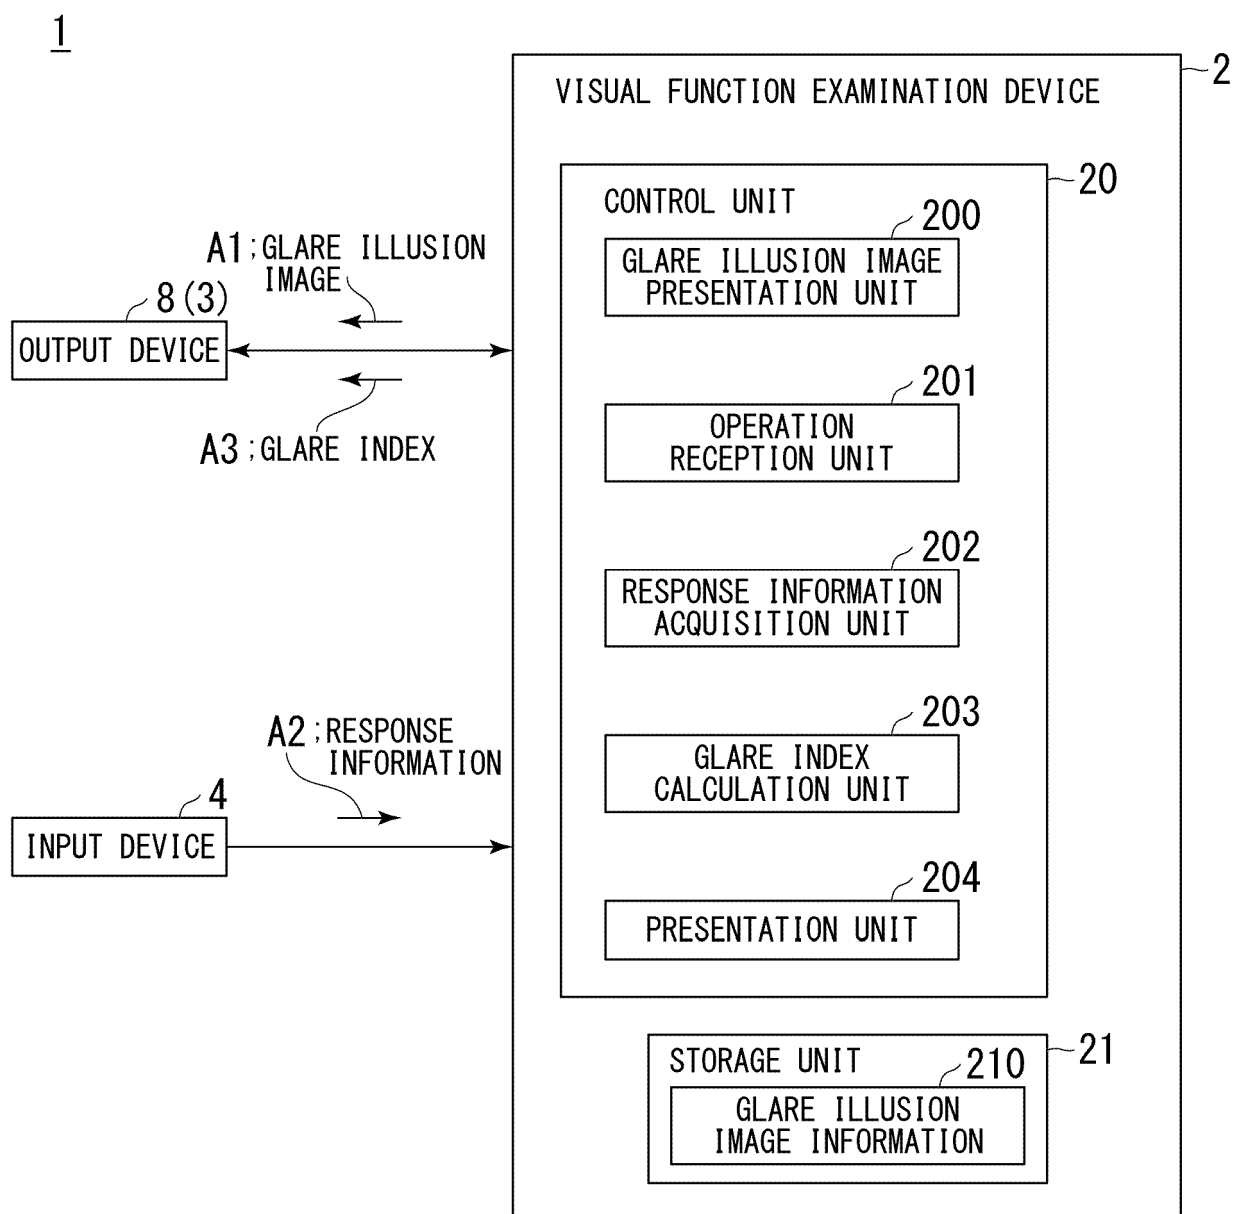 1
2
VISUAL FUNCTION EXAMINATION DEVICE
20
CONTROL UNIT
200
GLARE ILLUSION IMAGE
PRESENTATION UNIT
A1;GLARE ILLUSION
IMAGE
8(3)
OUTPUT DEVICE
A3;GLARE INDEX
201
OPERATION
RECEPTION UNIT
202
RESPONSE INFORMATION
ACQUISITION UNIT
A2;RESPONSE
INFORMATION
4
INPUT DEVICE
203
GLARE INDEX
CALCULATION UNIT
204
PRESENTATION UNIT
21
STORAGE UNIT
210
GLARE ILLUSION
IMAGE INFORMATION